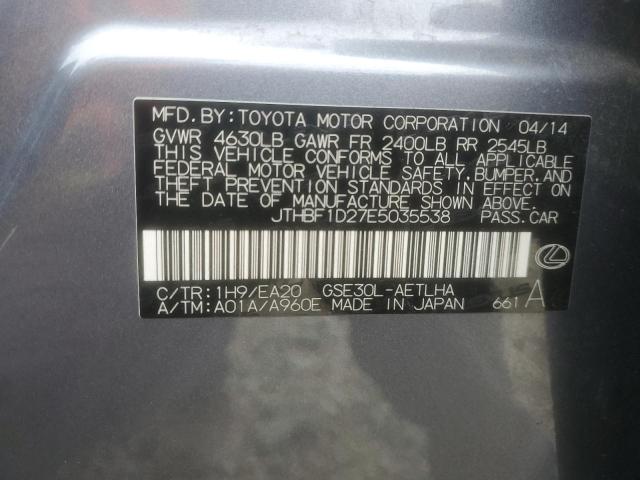 MFD.BY:TOYOTA MOTOR CORPORATION 04/14
GVWR 4630LB GAWR FR 2400LB RR 2545LB
THIS VEHICLE CONFORMS TO ALL APPLICABLE
FEDERAL MOTOR VEHICLE SAFETY,BUMPER,AND
THEFT PREVENTION STANDARDS IN EFFECT ON
THE DATE OF MANUFACTURE SHOWN ABOVE.
JTHBF1D27E5035538 PASS.CAR
C/TR:1H9/EA20 GSE30L-AETLHA
A/TM:A01A/A960E MADE IN JAPAN 661 A